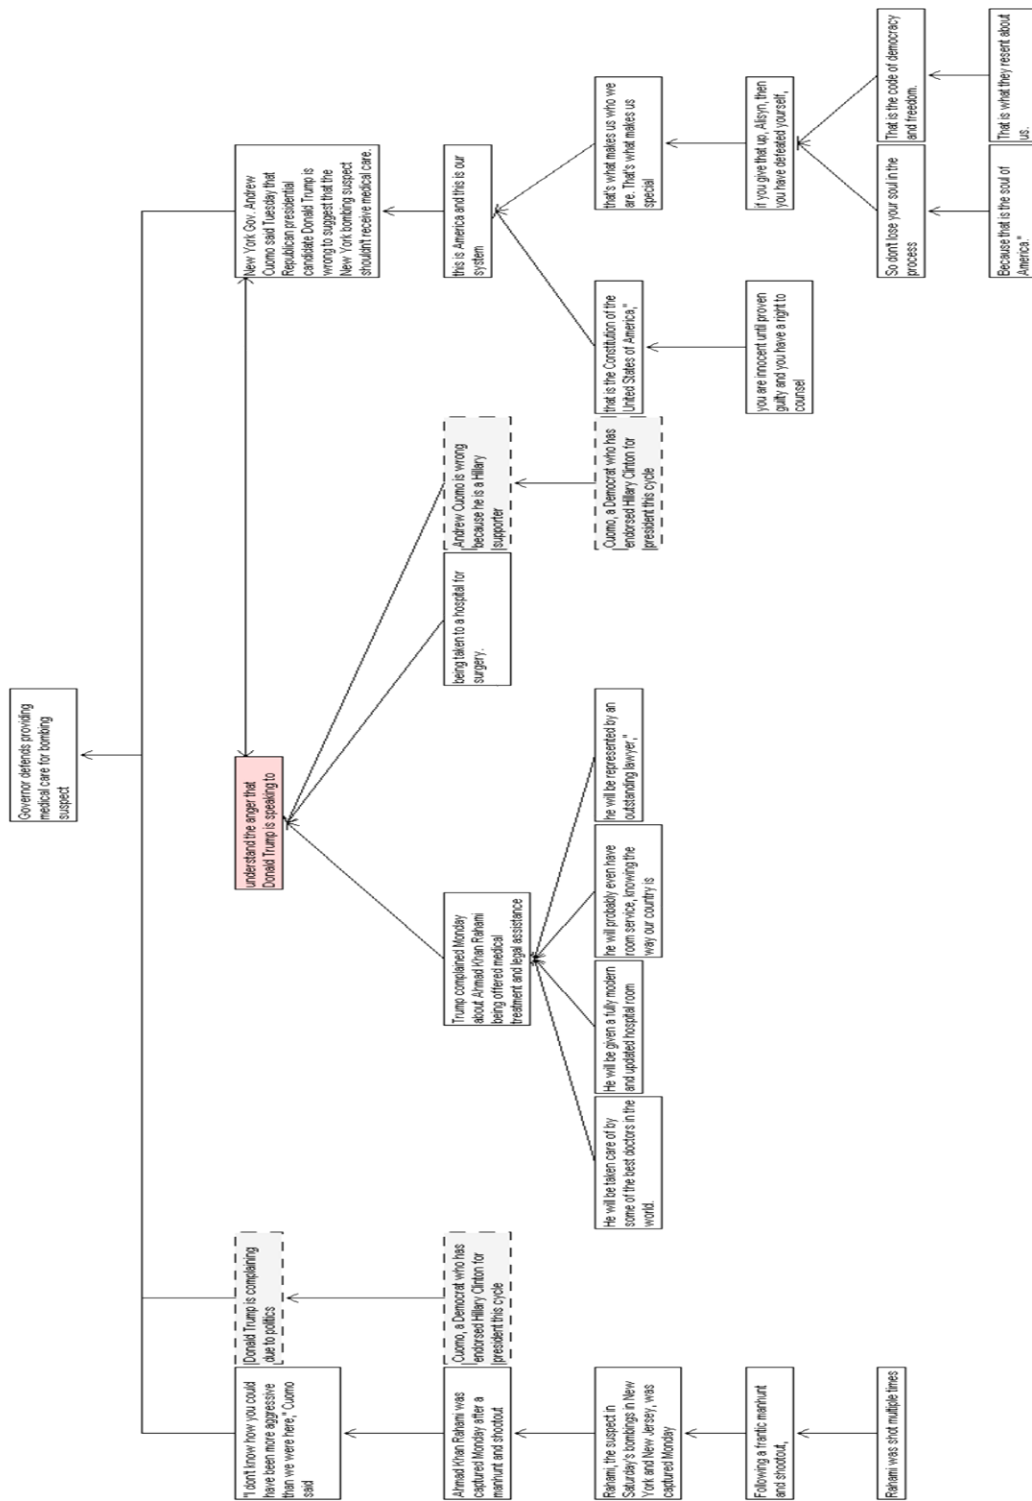 Governor defends providing
medical care for bombing
suspect
"I don't know how you could
have been more aggressive
than we were here," Cuomo
said
Donald Trump is complaining
due to politics
understand the anger that
Donald Trump is speaking to
New York Gov. Andrew
Cuomo said Tuesday that
Republican presidential
candidate Donald Trump is
wrong to suggest that the
New York bombing suspect
shouldn't receive medical care.
Ahmad Khan Rahami was
captured Monday after a
manhunt and shootout
Cuomo, a Democrat who has
endorsed Hillary Clinton for
president this cycle
Trump complained Monday
about Ahmad Khan Rahami
being offered medical
treatment and legal assistance
being taken to a hospital for
surgery.
Andrew Cuomo is wrong
because he is a Hillary
supporter
this is America and this is our
system
Rahami, the suspect in
Saturday's bombings in New
York and New Jersey, was
captured Monday
He will be taken care of by
some of the best doctors in the
world.
He will be given a fully modern
and updated hospital room
he will probably even have
room service, knowing the
way our country is
he will be represented by an
outstanding lawyer,"
Cuomo, a Democrat who has
endorsed Hillary Clinton for
president this cycle
that is the Constitution of the
United States of America,"
that's what makes us who we
are. That's what makes us
special
Following a frantic manhunt
and shootout,
you are innocent until proven
guilty and you have a right to
counsel
if you give that up, Alisyn, then
you have defeated yourself,
Rahami was shot multiple times
So don't lose your soul in the
process
That is the code of democracy
and freedom.
Because that is the soul of
America."
That is what they resent about
us.